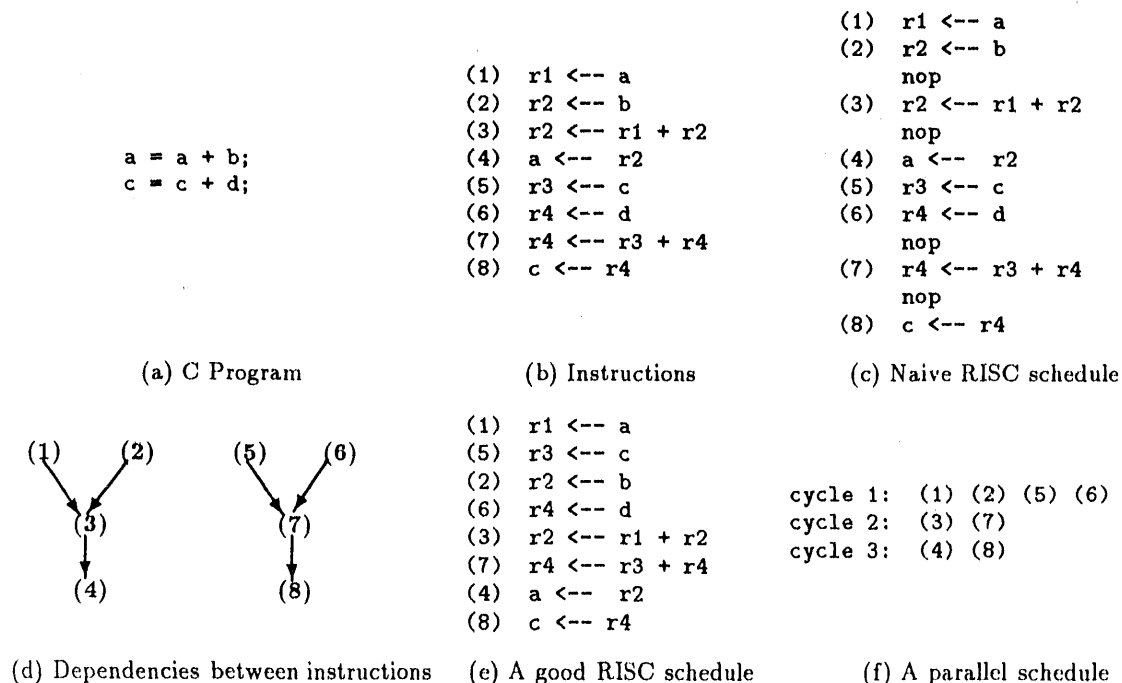 a = a + b;
c = c + d;
(a) C Program
(1) r1 <-- a
(2) r2 <-- b
(3) r2 <-- r1 + r2
(4) a <-- r2
(5) r3 <-- c
(6) r4 <-- d
(7) r4 <-- r3 + r4
(8) c <-- r4
(b) Instructions
(1) r1 <-- a
(2) r2 <-- b
nop
(3) r2 <-- r1 + r2
nop
(4) a <-- r2
(5) r3 <-- c
(6) r4 <-- d
nop
(7) r4 <-- r3 + r4
nop
(8) c <-- r4
(c) Naive RISC schedule
(1) (2) (5) (6)
(3) (7)
(4) (8)
(d) Dependencies between instructions
(1) r1 <-- a
(5) r3 <-- c
(2) r2 <-- b
(6) r4 <-- d
(3) r2 <-- r1 + r2
(7) r4 <-- r3 + r4
(4) a <-- r2
(8) c <-- r4
(e) A good RISC schedule
cycle 1: (1) (2) (5) (6)
cycle 2: (3) (7)
cycle 3: (4) (8)
(f) A parallel schedule